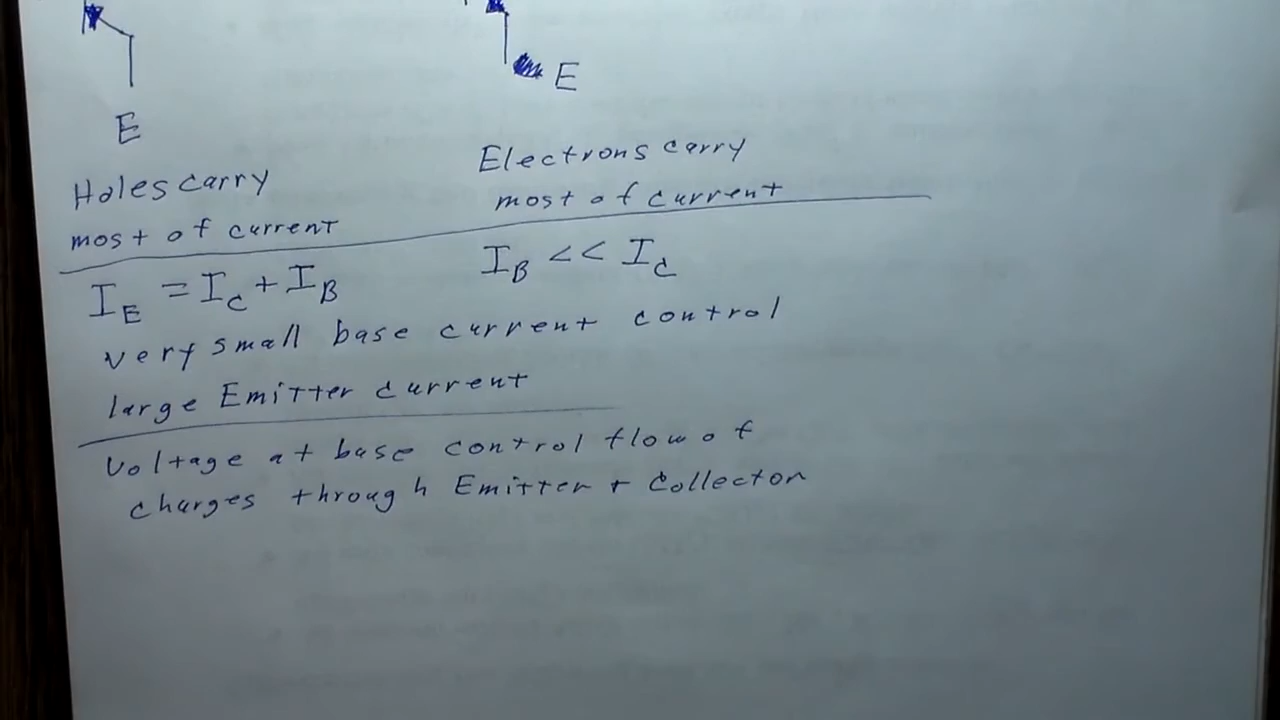 E
E
Holes carry
most of current
Electrons carry
most of current
I_E = I_C + I_B
I_B << I_C
very small base current control
large Emitter current
Voltage at base control flow of
charges through Emitter + Collector